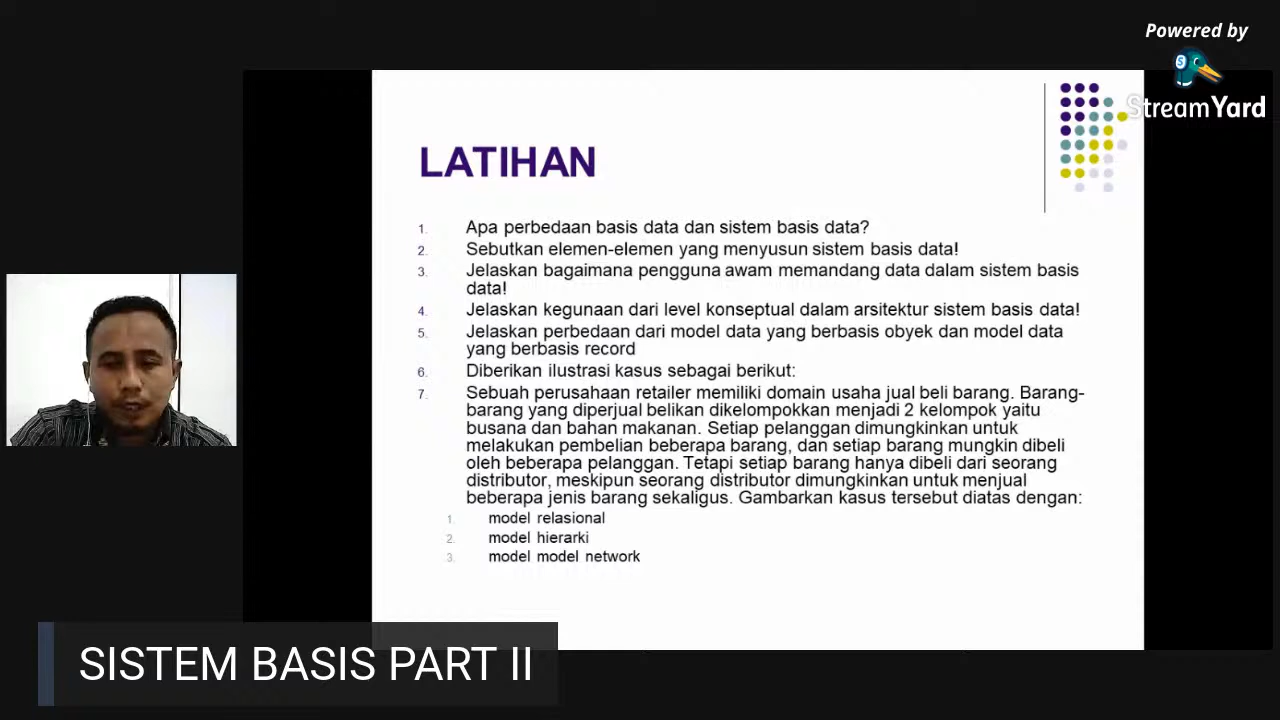 Powered by
StreamYard
LATIHAN
1. Apa perbedaan basis data dan sistem basis data?
2. Sebutkan elemen-elemen yang menyusun sistem basis data!
3. Jelaskan bagaimana pengguna awam memandang data dalam sistem basis
data!
4. Jelaskan kegunaan dari level konseptual dalam arsitektur sistem basis data!
5. Jelaskan perbedaan dari model data yang berbasis obyek dan model data
yang berbasis record
6. Diberikan ilustrasi kasus sebagai berikut:
7. Sebuah perusahaan retailer memiliki domain usaha jual beli barang. Barang-
barang yang diperjual belikan dikelompokkan menjadi 2 kelompok yaitu
busana dan bahan makanan. Setiap pelanggan dimungkinkan untuk
melakukan pembelian beberapa barang, dan setiap barang mungkin dibeli
oleh beberapa pelanggan. Tetapi setiap barang hanya dibeli dari seorang
distributor, meskipun seorang distributor dimungkinkan untuk menjual
beberapa jenis barang sekaligus. Gambarkan kasus tersebut diatas dengan:
1. model relasional
2. model hierarki
3. model model network
SISTEM BASIS PART II